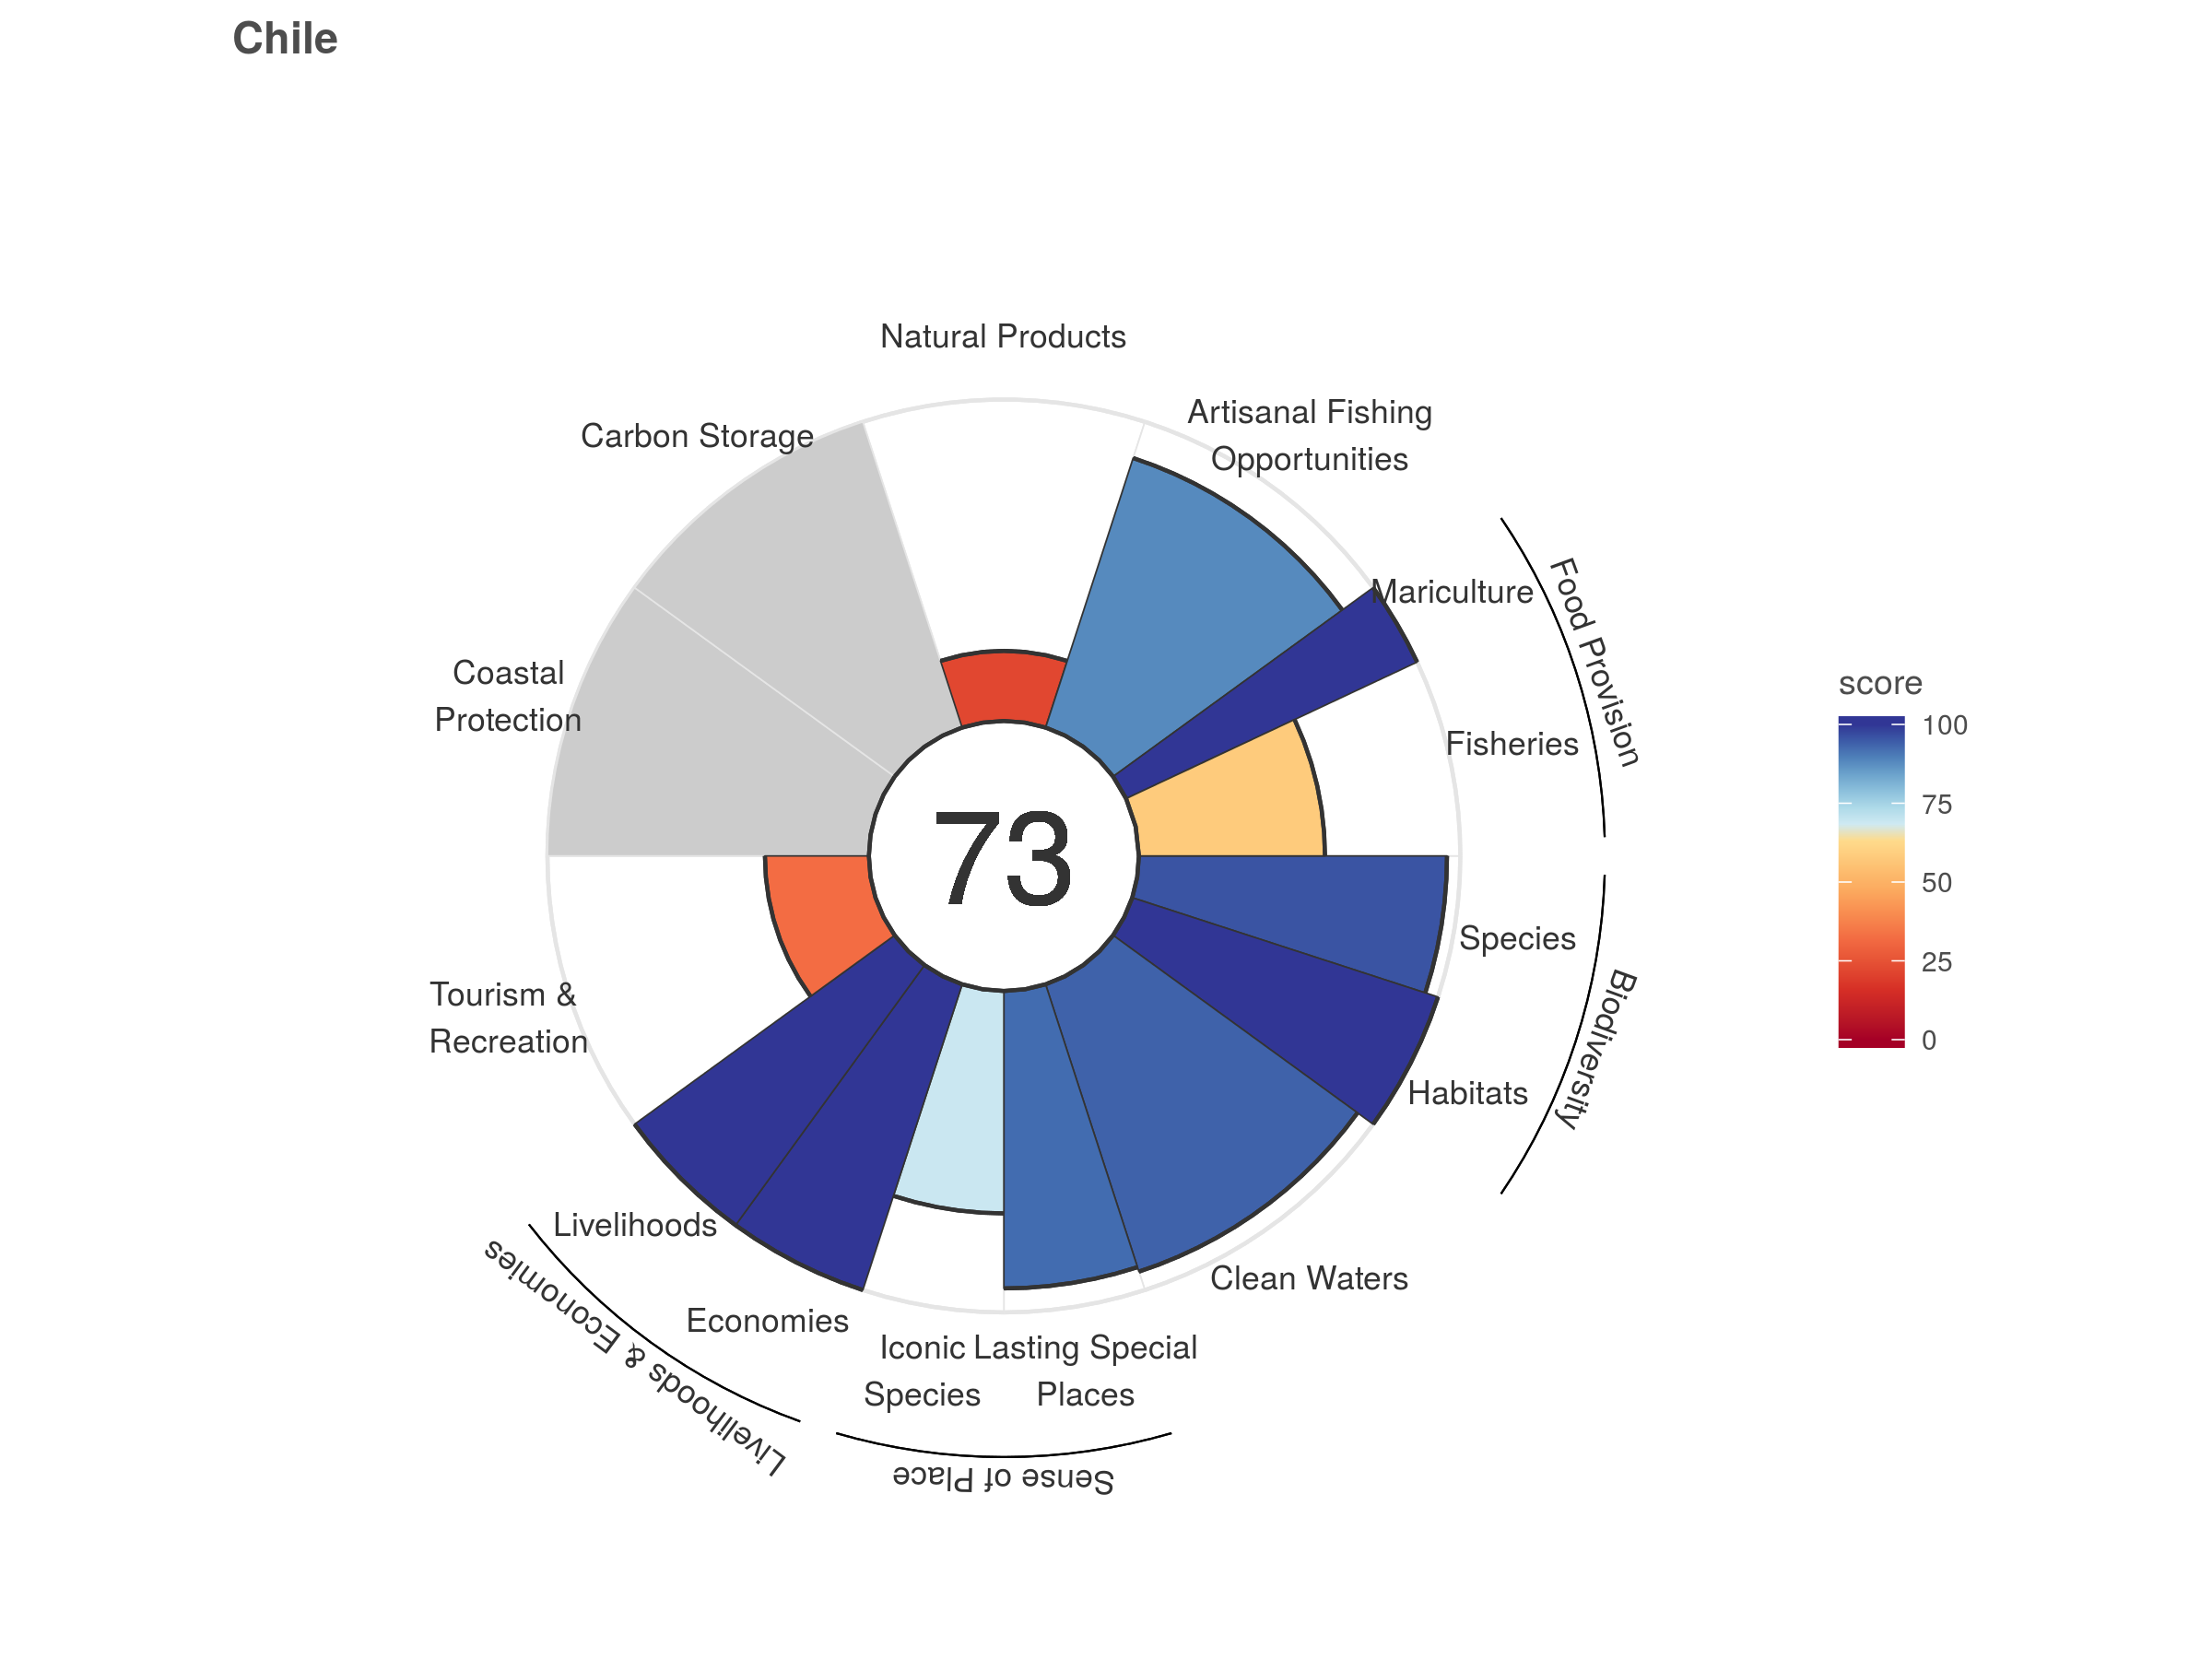 Chile
Natural Products
Artisanal Fishing
Opportunities
Carbon Storage
Mariculture
Food Provision
Fisheries
Coastal
Protection
73
Species
Biodiversity
Habitats
Tourism &
Recreation
Clean Waters
Livelihoods
Economies
Livelihoods & Economies
Iconic
Species
Lasting Special
Places
Sense of Place
score
100
75
50
25
0